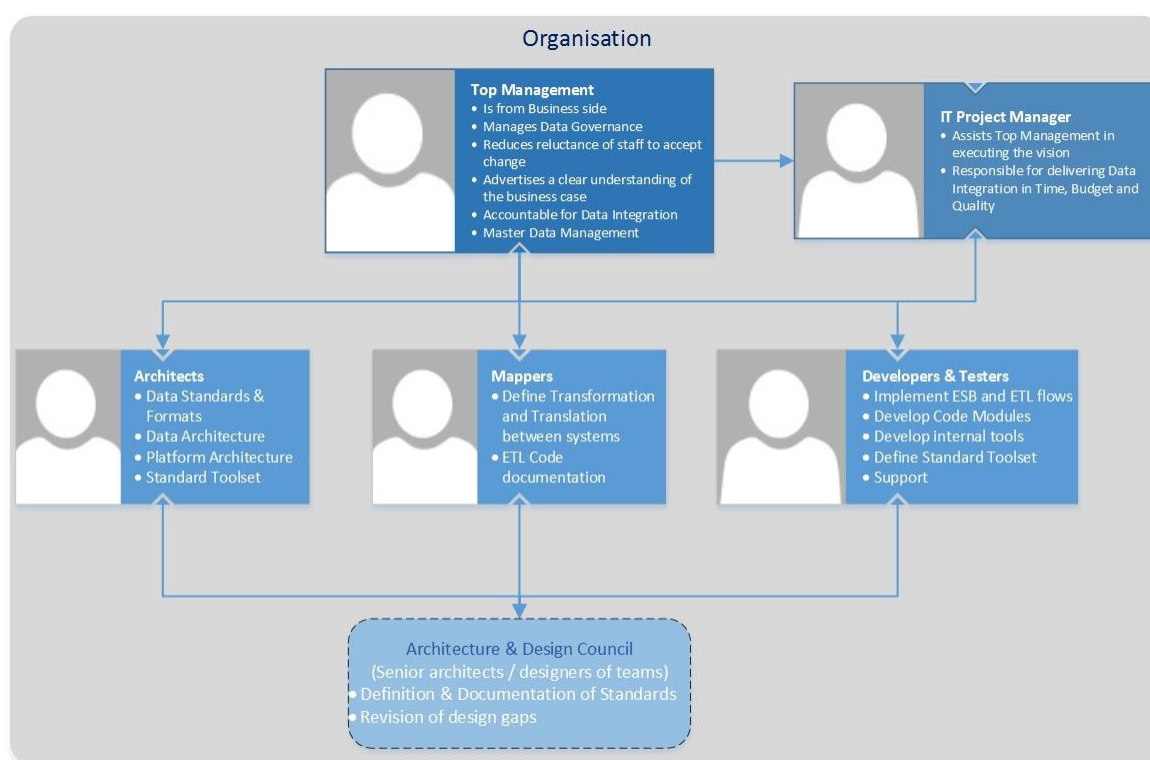 Organisation
Top Management
• Is from Business side
• Manages Data Governance
• Reduces reluctance of staff to accept
change
• Advertises a clear understanding of
the business case
• Accountable for Data Integration
• Master Data Management
IT Project Manager
• Assists Top Management in
executing the vision
• Responsible for delivering Data
Integration in Time, Budget and
Quality
Architects
• Data Standards &
Formats
• Data Architecture
• Platform Architecture
• Standard Toolset
Mappers
• Define Transformation
and Translation
between systems
• ETL Code
documentation
Developers & Testers
• Implement ESB and ETL flows
• Develop Code Modules
• Develop internal tools
• Define Standard Toolset
• Support
Architecture & Design Council
(Senior architects / designers of teams)
• Definition & Documentation of Standards
• Revision of design gaps